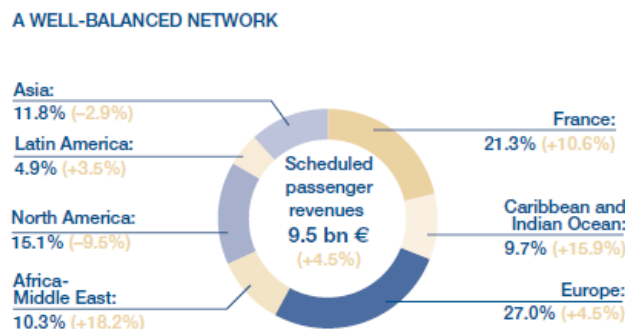 A WELL-BALANCED NETWORK
Asia:
11.8% (–2.9%)
Latin America:
4.9% (+3.5%)
North America:
15.1% (–9.5%)
Africa-
Middle East:
10.3% (+18.2%)
Scheduled
passenger
revenues
9.5 bn €
(+4.5%)
France:
21.3% (+10.6%)
Caribbean and
Indian Ocean:
9.7% (+15.9%)
Europe:
27.0% (+4.5%)